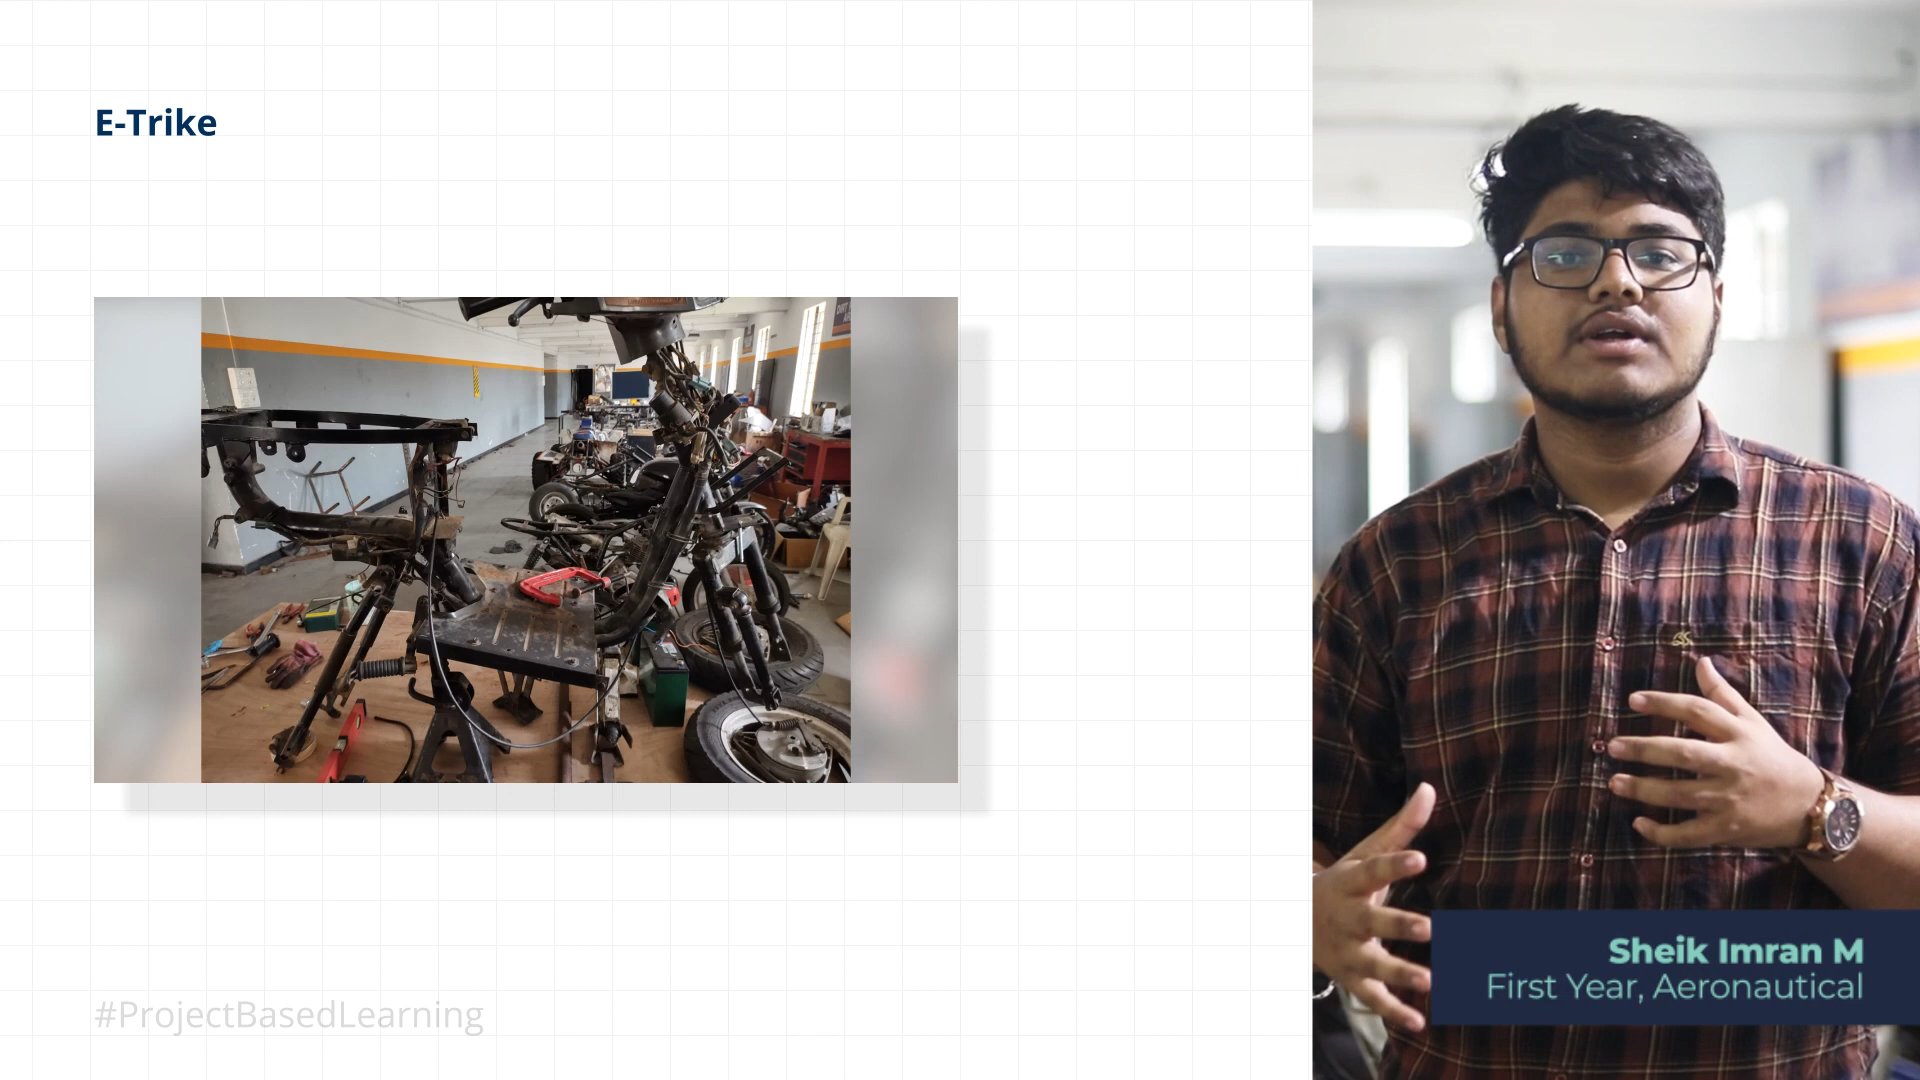 E-Trike
#ProjectBasedLearning
Sheik Imran M
First Year, Aeronautical